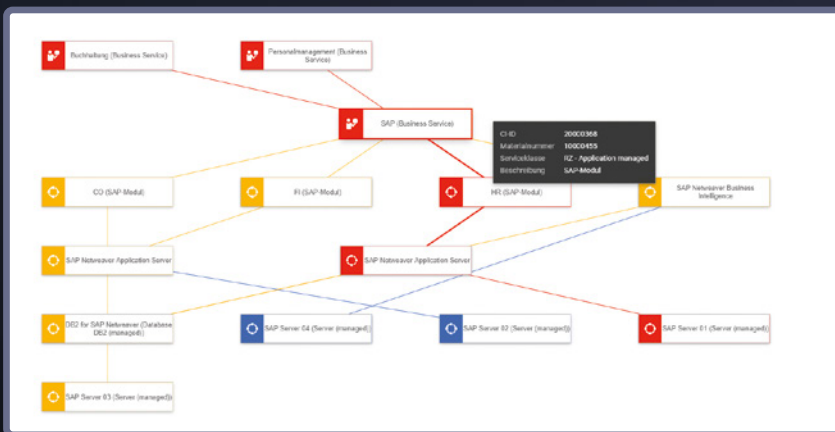 Buchhaltung (Business Service)
Personalmanagement (Business
Service)
SAP (Business Service)
CI-ID 20000368
Materialnummer 10000455
Serviceklasse RZ - Application managed
Beschreibung SAP-Modul
CO (SAP-Modul)
FI (SAP-Modul)
HR (SAP-Modul)
SAP Netweaver Business
Intelligence
SAP Netweaver Application Server
SAP Netweaver Application Server
DB2 for SAP Netweaver (Database
DB2 (managed))
SAP Server 04 (Server (managed))
SAP Server 02 (Server (managed))
SAP Server 01 (Server (managed))
SAP Server 03 (Server (managed))